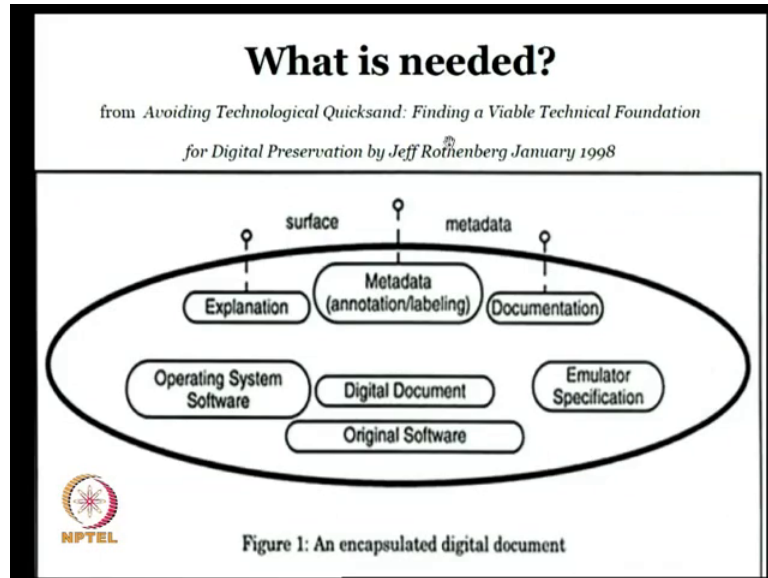 What is needed?
from Avoiding Technological Quicksand: Finding a Viable Technical Foundation
for Digital Preservation by Jeff Rothenberg January 1998
surface metadata
Explanation
Metadata
(annotation/labeling)
Documentation
Operating System
Software
Digital Document
Emulator
Specification
Original Software
NPTEL
Figure 1: An encapsulated digital document